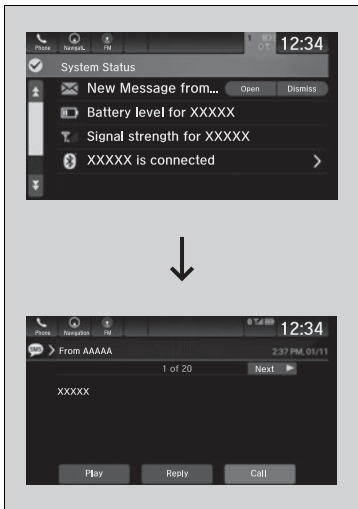 Phone Navigat.. FM 12:34
System Status
New Message from... Open Dismiss
Battery level for XXXXX
Signal strength for XXXXX
XXXXX is connected
Phone Navigation FM 12:34
SMS From AAAAA 2:37 PM, 01/11
1 of 20 Next
XXXXX
Play Reply Call